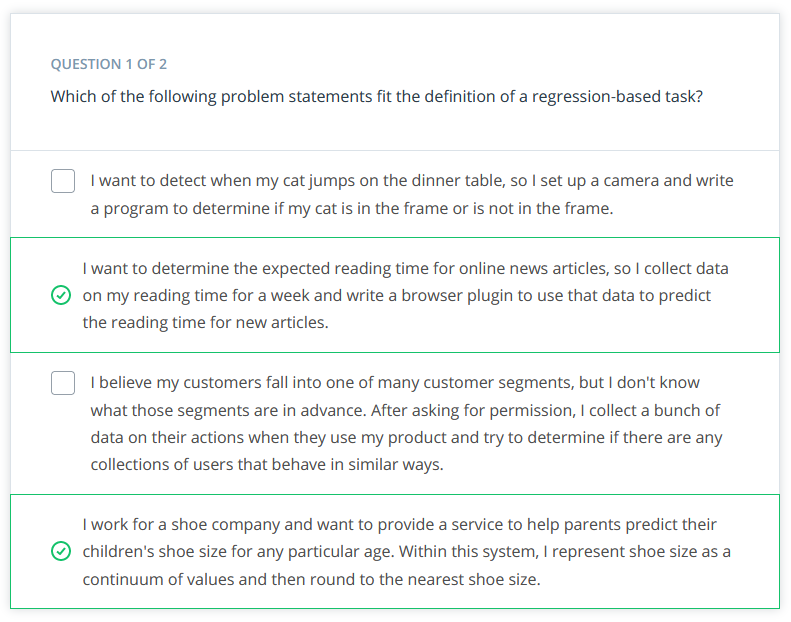 QUESTION 1 OF 2
Which of the following problem statements fit the definition of a regression-based task?
I want to detect when my cat jumps on the dinner table, so I set up a camera and write
a program to determine if my cat is in the frame or is not in the frame.
I want to determine the expected reading time for online news articles, so I collect data
on my reading time for a week and write a browser plugin to use that data to predict
the reading time for new articles.
I believe my customers fall into one of many customer segments, but I don't know
what those segments are in advance. After asking for permission, I collect a bunch of
data on their actions when they use my product and try to determine if there are any
collections of users that behave in similar ways.
I work for a shoe company and want to provide a service to help parents predict their
children's shoe size for any particular age. Within this system, I represent shoe size as a
continuum of values and then round to the nearest shoe size.